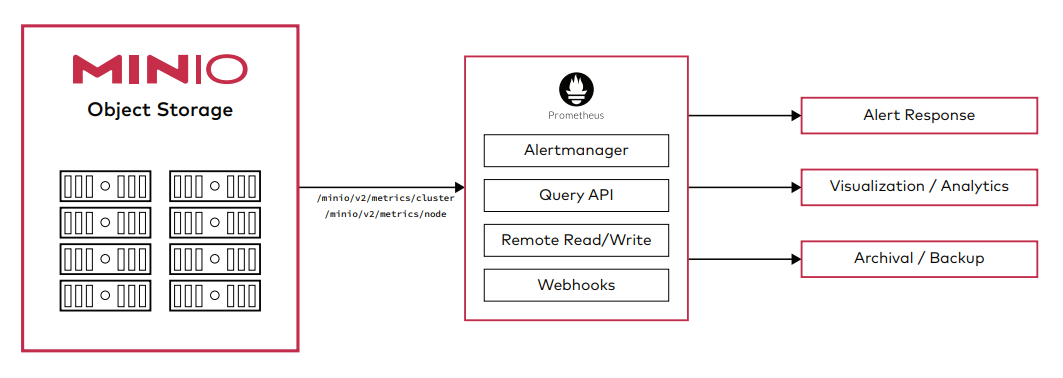 MINIO
Object Storage
/minio/v2/metrics/cluster
/minio/v2/metrics/node
Prometheus
Alertmanager
Query API
Remote Read/Write
Webhooks
Alert Response
Visualization / Analytics
Archival / Backup